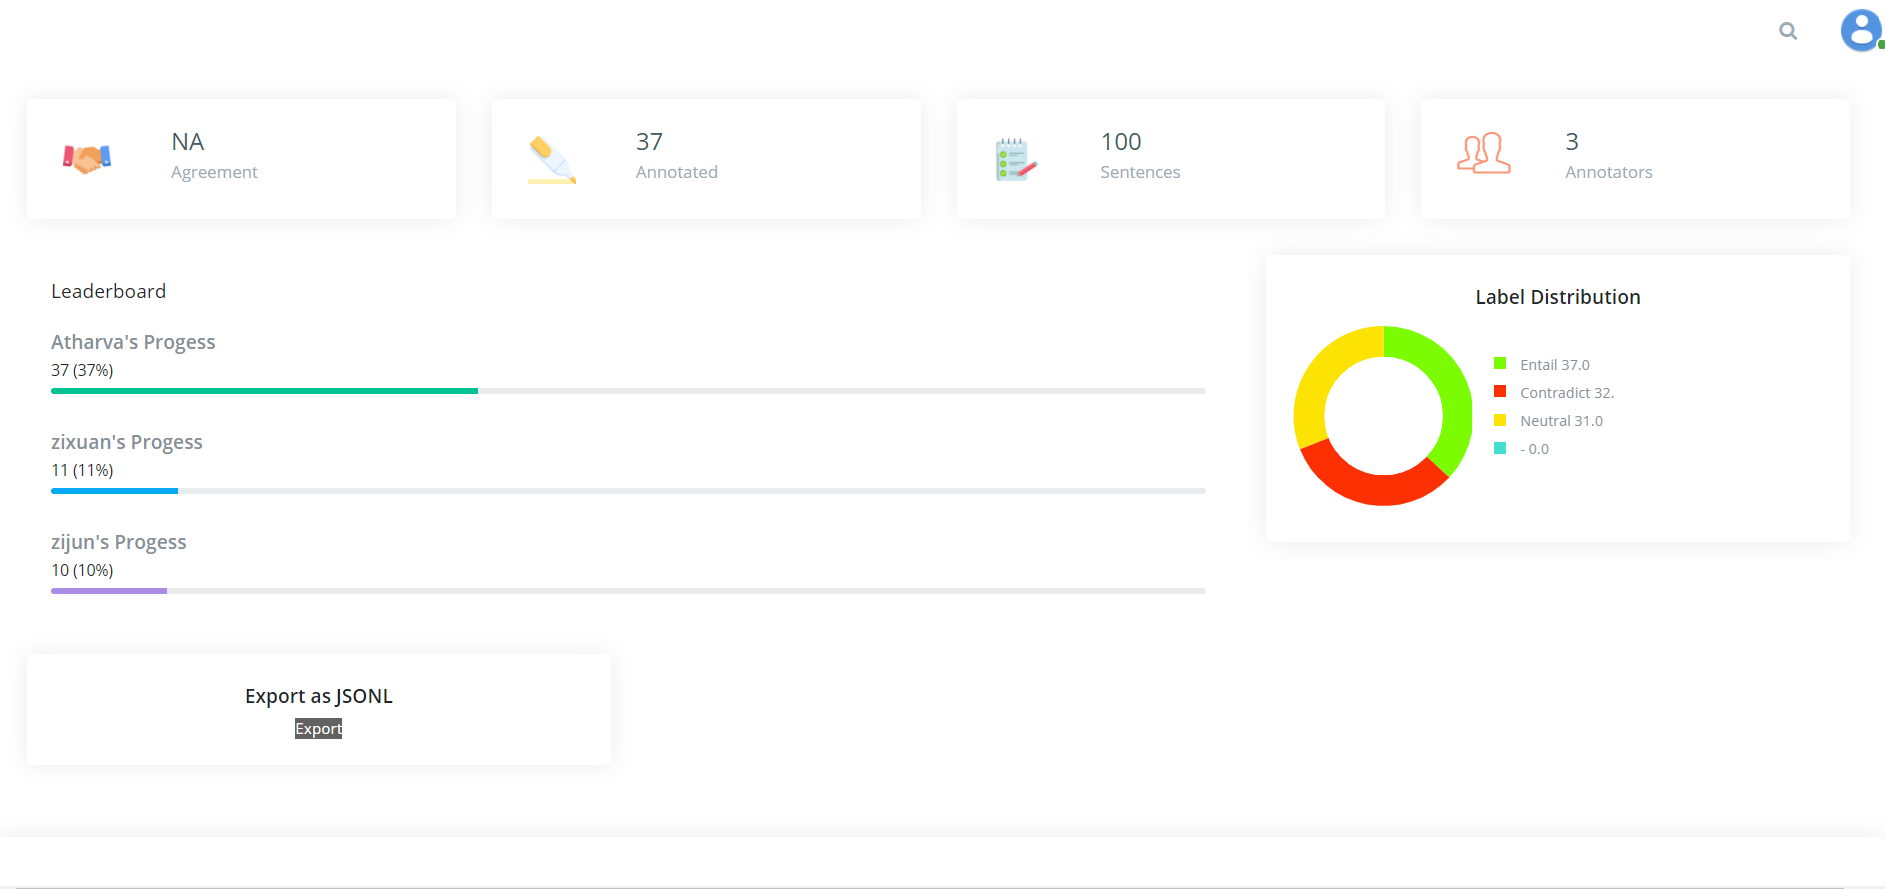 NA
Agreement
37
Annotated
100
Sentences
3
Annotators
Leaderboard
Atharva's Progess
37 (37%)
zixuan's Progess
11 (11%)
zijun's Progess
10 (10%)
Label Distribution
Entail 37.0
Contradict 32.
Neutral 31.0
- 0.0
Export as JSONL
Export